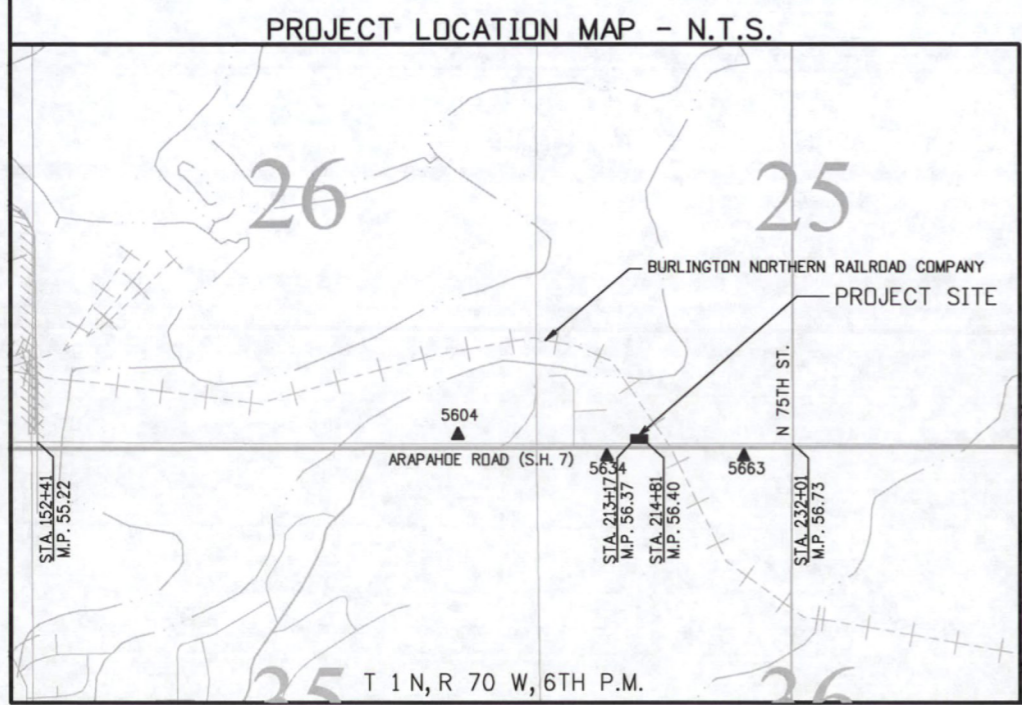 PROJECT LOCATION MAP - N.T.S.
26
25
BURLINGTON NORTHERN RAILROAD COMPANY
PROJECT SITE
N 75TH ST.
5604
ARAPAHOE ROAD (S.H. 7)
5634
5663
STA. 152+41
M.P. 55.22
STA. 213+17
M.P. 56.37
STA. 214+81
M.P. 56.40
STA. 232+01
M.P. 56.73
25
T 1 N, R 70 W, 6TH P.M.
26